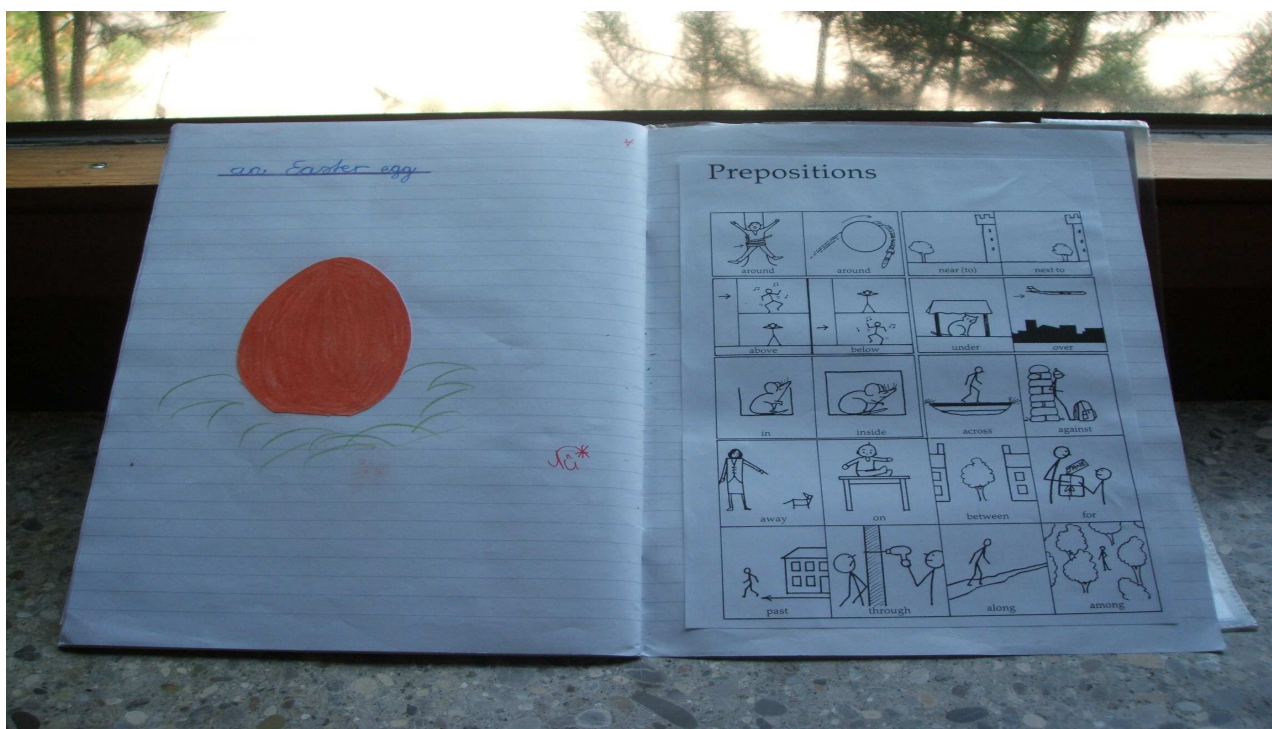 an Easter egg
Prepositions
around around near (to) next to
above below under over
in inside across against
away on between for
past through along among